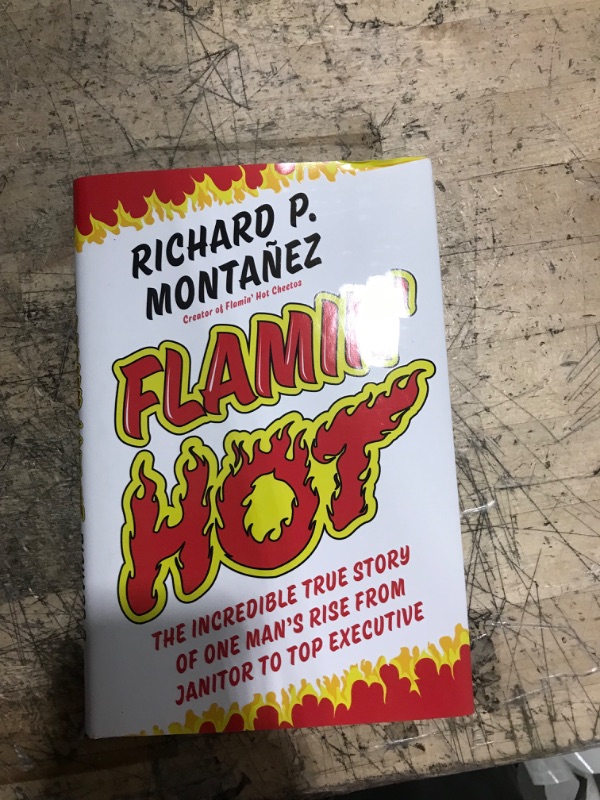 RICHARD P.
MONTAÑEZ
Creator of Flamin' Hot Cheetos
FLAMIN'
HOT
THE INCREDIBLE TRUE STORY
OF ONE MAN'S RISE FROM
JANITOR TO TOP EXECUTIVE